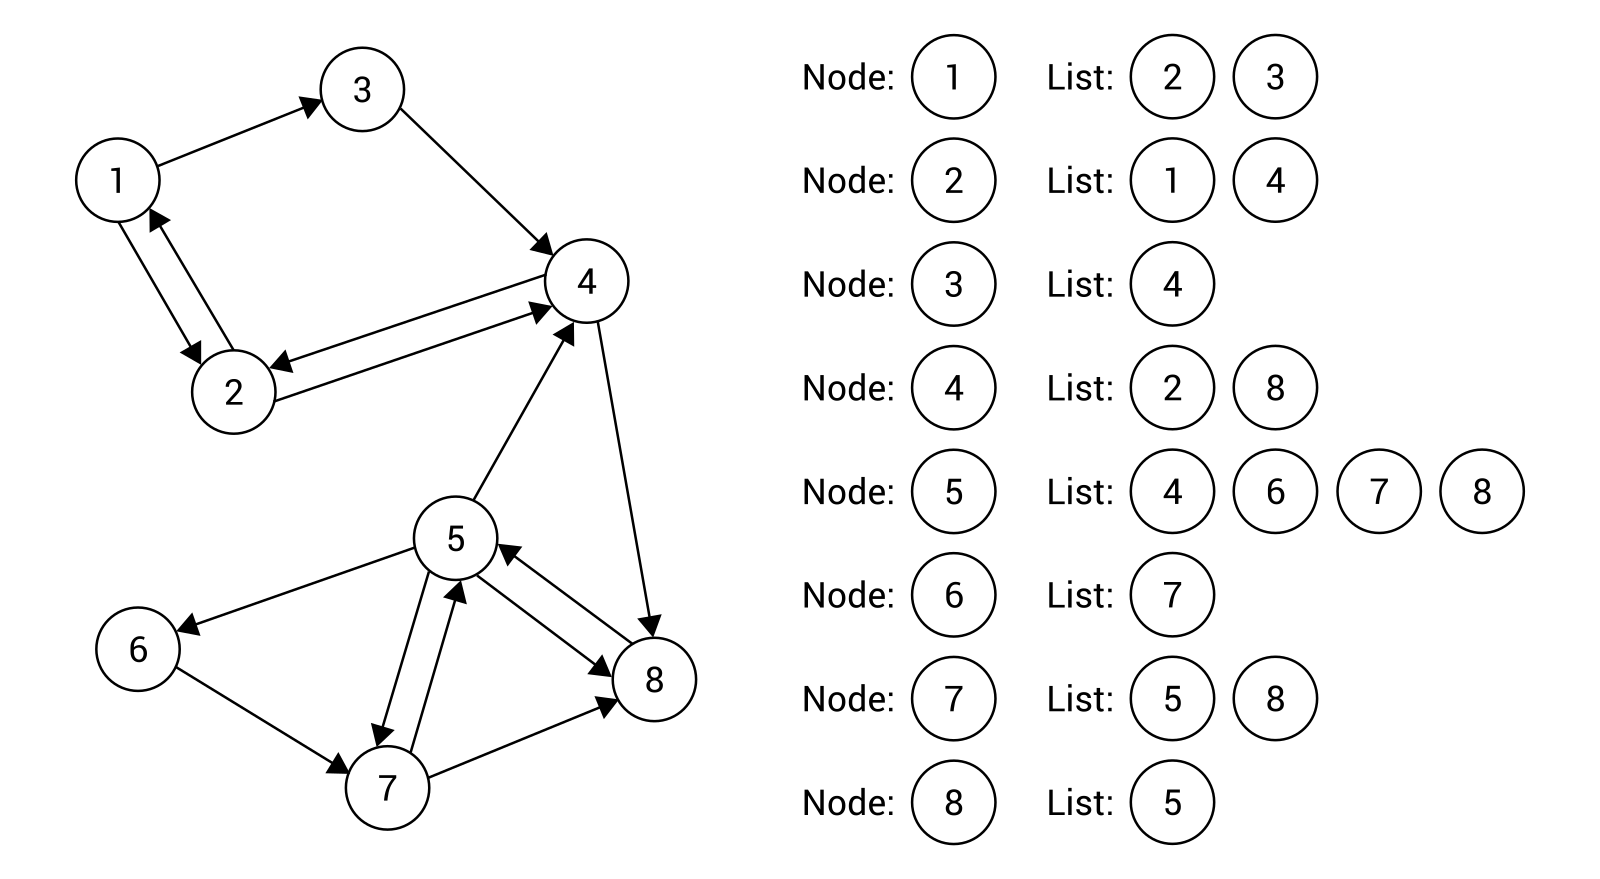 3
1
4
2
5
6
8
7
Node: 1 List: 2 3
Node: 2 List: 1 4
Node: 3 List: 4
Node: 4 List: 2 8
Node: 5 List: 4 6 7 8
Node: 6 List: 7
Node: 7 List: 5 8
Node: 8 List: 5